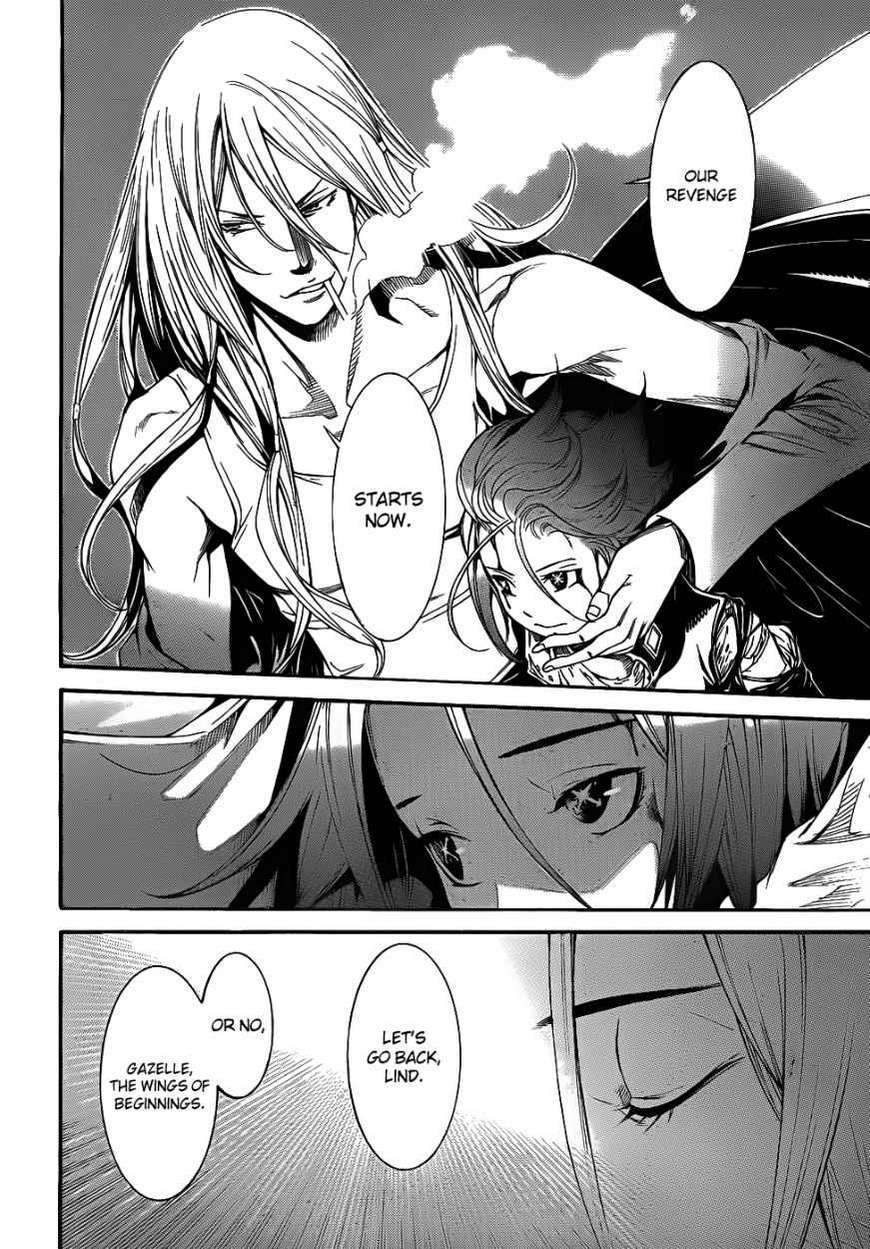 OUR
REVENGE
STARTS
NOW.
LET'S
GO BACK,
LIND.
OR NO,
GAZELLE,
THE WINGS OF
BEGINNINGS.